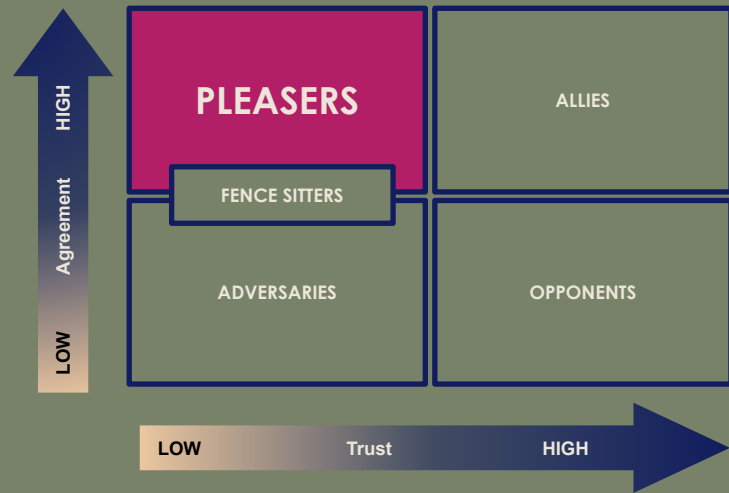 HIGH
Agreement
LOW
PLEASERS
ALLIES
FENCE SITTERS
ADVERSARIES
OPPONENTS
LOW
Trust
HIGH